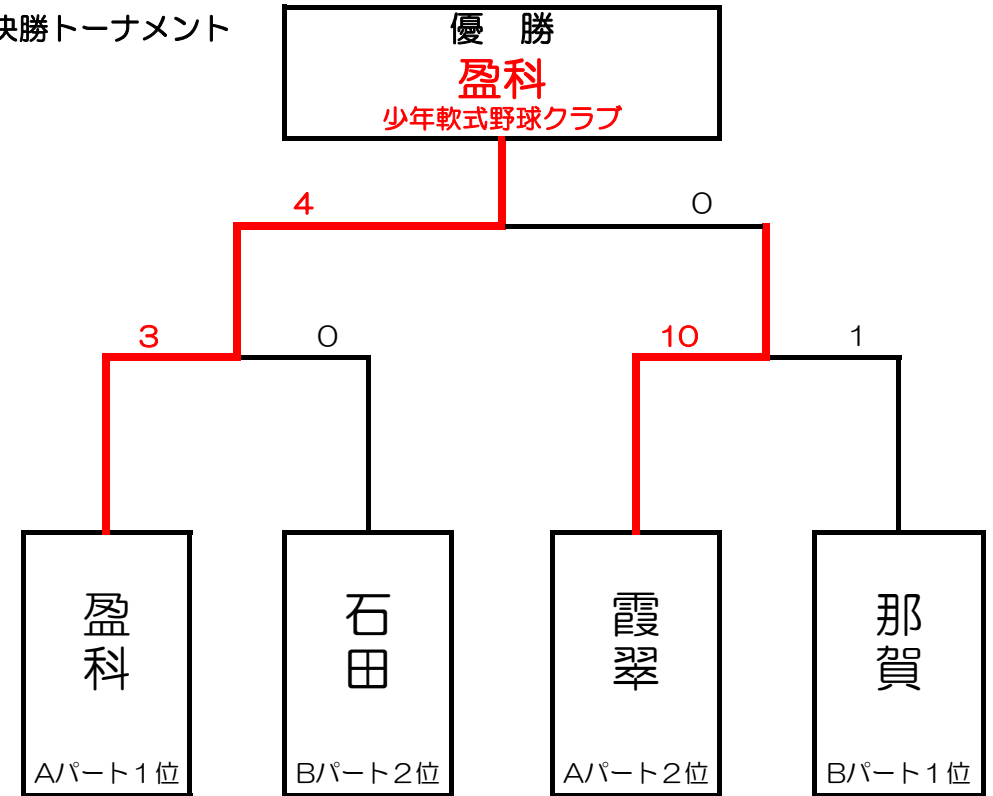 決勝トーナメント
優 勝
盈科
少年軟式野球クラブ
4 0
3 0 10 1
盈科 石田 霞翠 那賀
Aパート1位 Bパート2位 Aパート2位 Bパート1位